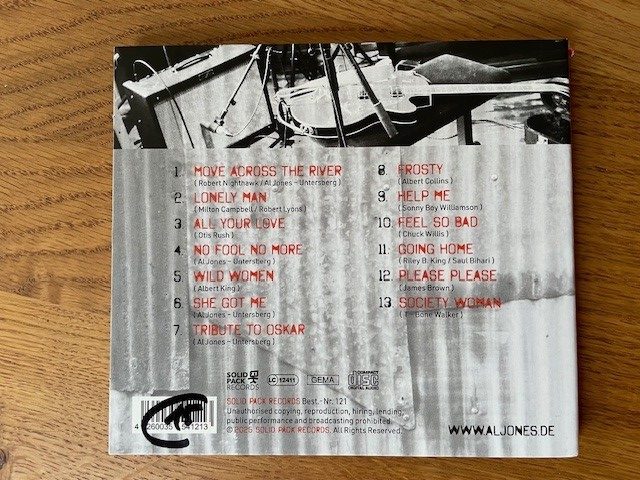 1. MOVE ACROSS THE RIVER
( Robert Nighthawk / Al Jones - Untersberg )
2. LONELY MAN
( Milton Campbell / Robert Lyons )
3 ALL YOUR LOVE
( Otis Rush )
4. NO FOOL NO MORE
( Al Jones - Untersberg )
5 WILD WOMEN
( Albert King )
6 SHE GOT ME
( Al Jones - Untersberg )
7. TRIBUTE TO OSKAR
( Al Jones - Untersberg )
8. FROSTY
( Albert Collins )
9. HELP ME
( Sonny Boy Williamson )
10. FEEL SO BAD
( Chuck Willis )
11. GOING HOME
( Riley B. King / Saul Bihari )
12 PLEASE PLEASE
( James Brown )
13 SOCIETY WOMAN
( T - Bone Walker )
SOLID
PACK
RECORDS
LC 12411
GEMA
COMPACT
disc
DIGITAL AUDIO
SOLID PACK RECORDS Best.- Nr. 121
Unauthorised copying, reproduction, hiring, lending,
public performance and broadcasting prohibited.
© 2025 SOLID PACK RECORDS. All Rights Reserved.
WWW.ALJONES.DE